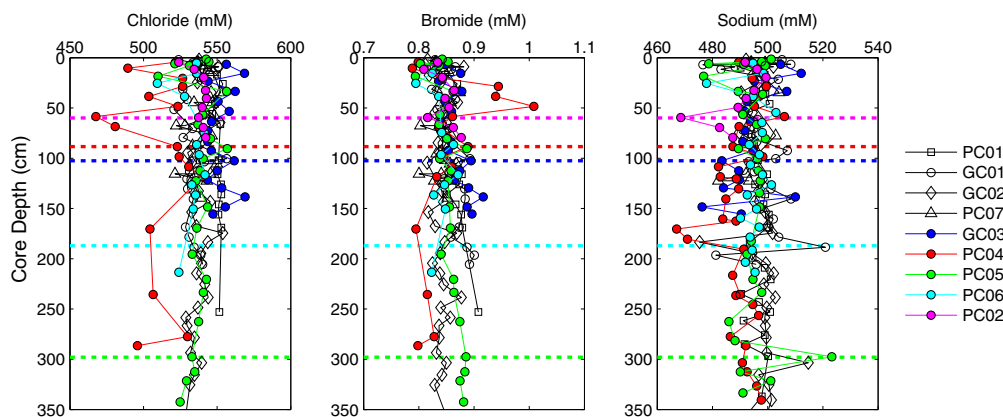 Chloride (mM)
Bromide (mM)
Sodium (mM)
450 500 550 600
0.7 0.8 0.9 1 1.1
460 480 500 520 540
Core Depth (cm)
0 0 0
50 50 50
100 100 100
150 150 150
200 200 200
250 250 250
300 300 300
350 350 350
PC01
GC01
GC02
PC07
GC03
PC04
PC05
PC06
PC02